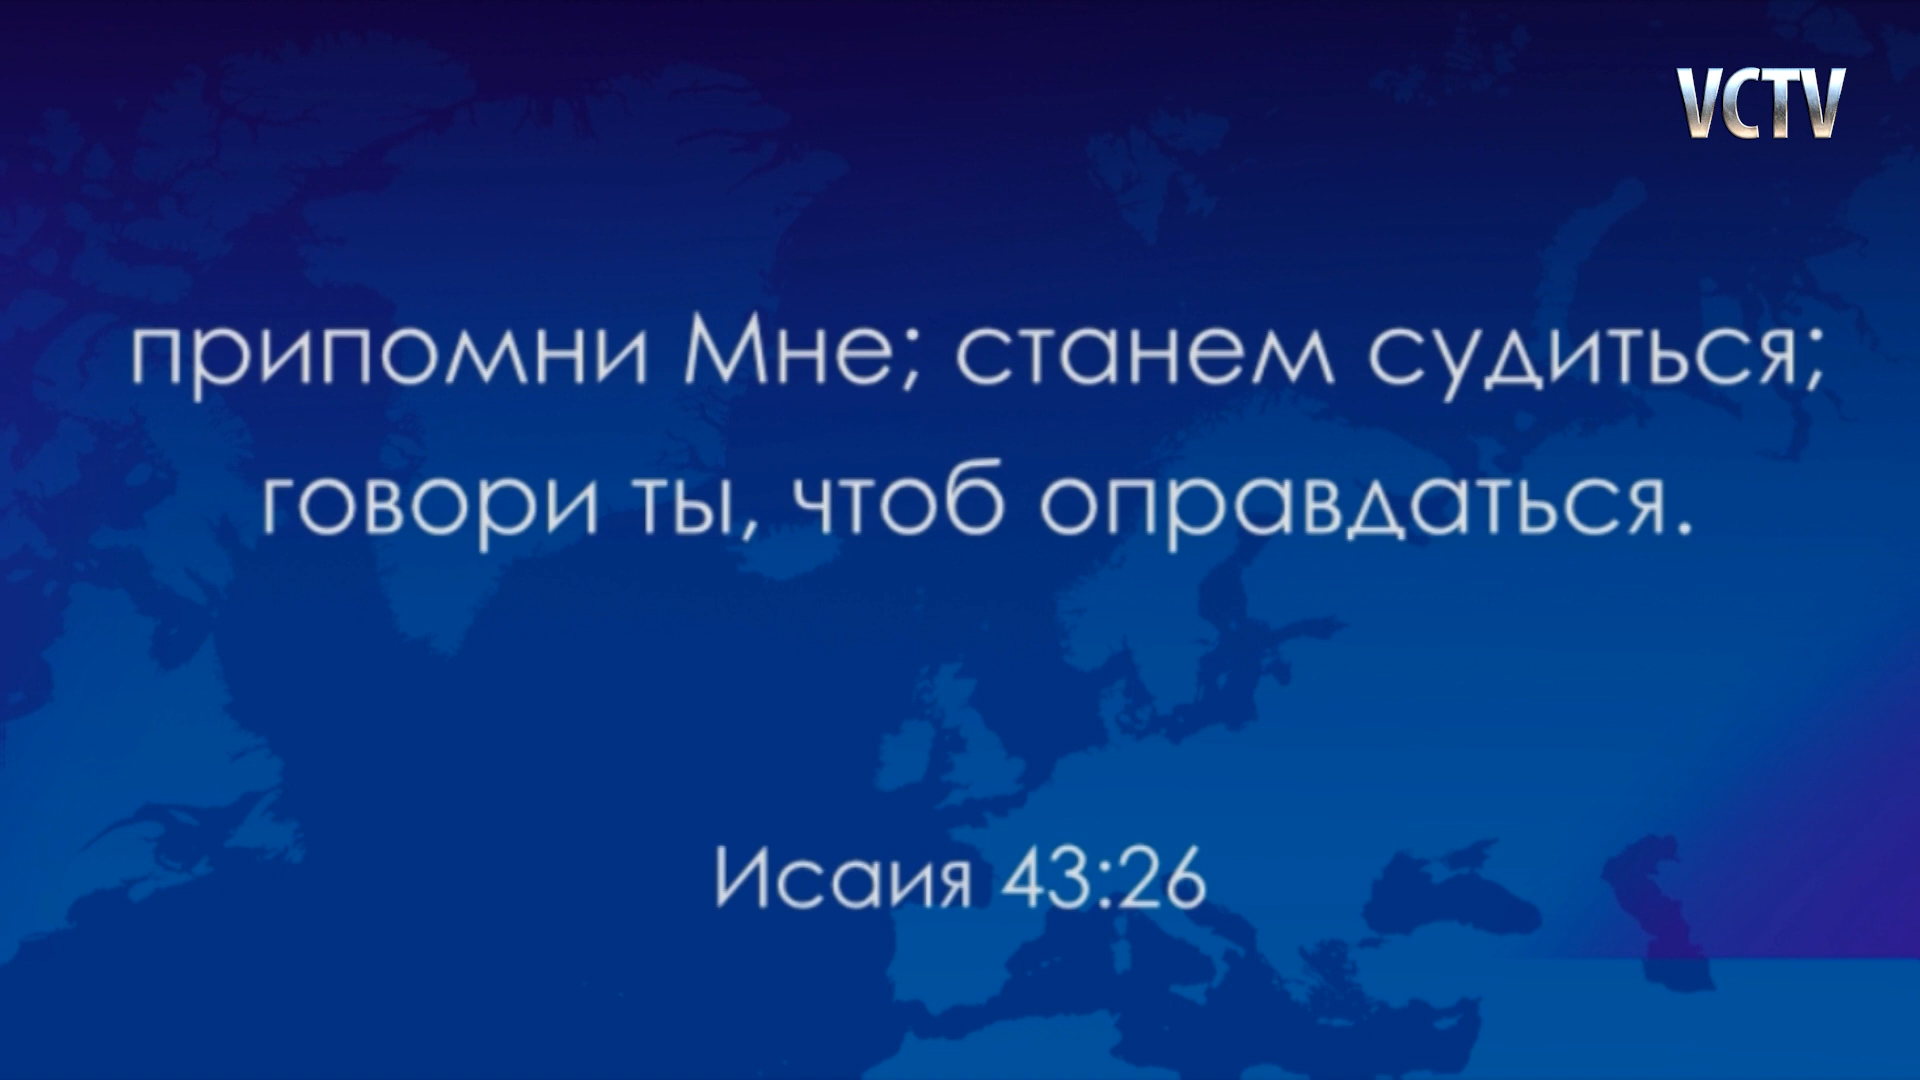 VCTV
припомни Мне; станем судиться;
говори ты, чтоб оправдаться.
Исаия 43:26